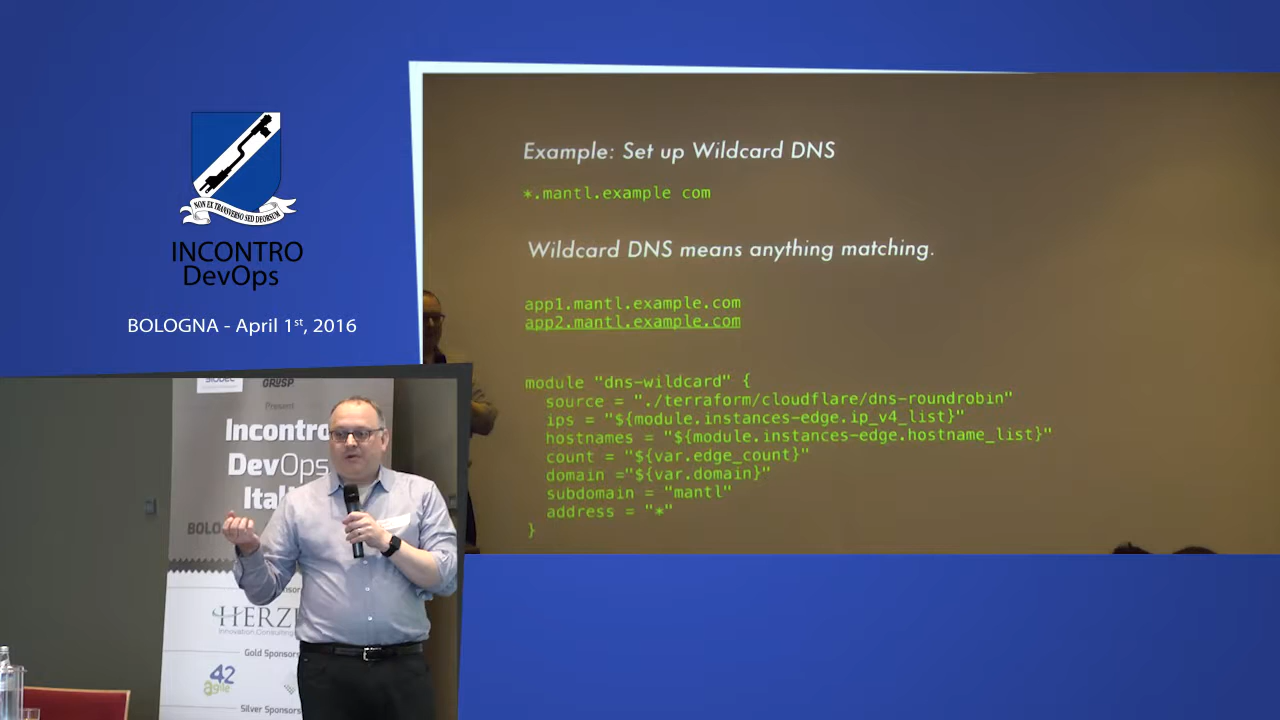 NON EX TRANSVERSO SED DEORSUM
INCONTRO
DevOps
BOLOGNA - April 1st, 2016
Example: Set up Wildcard DNS
*.mantl.example com
Wildcard DNS means anything matching.
app1.mantl.example.com
app2.mantl.example.com
module "dns-wildcard" {
source = "./terraform/cloudflare/dns-roundrobin"
ips = "${module.instances-edge.ip_v4_list}"
hostnames = "${module.instances-edge.hostname_list}"
count = "${var.edge_count}"
domain ="${var.domain}"
subdomain = "mantl"
address = "*"
}
GRUSP
Present
Incontro
DevOps
Ital
BOLO
HERZ
Innovation.Consulting
Gold Sponsors
42
agile
Silver Sponsors